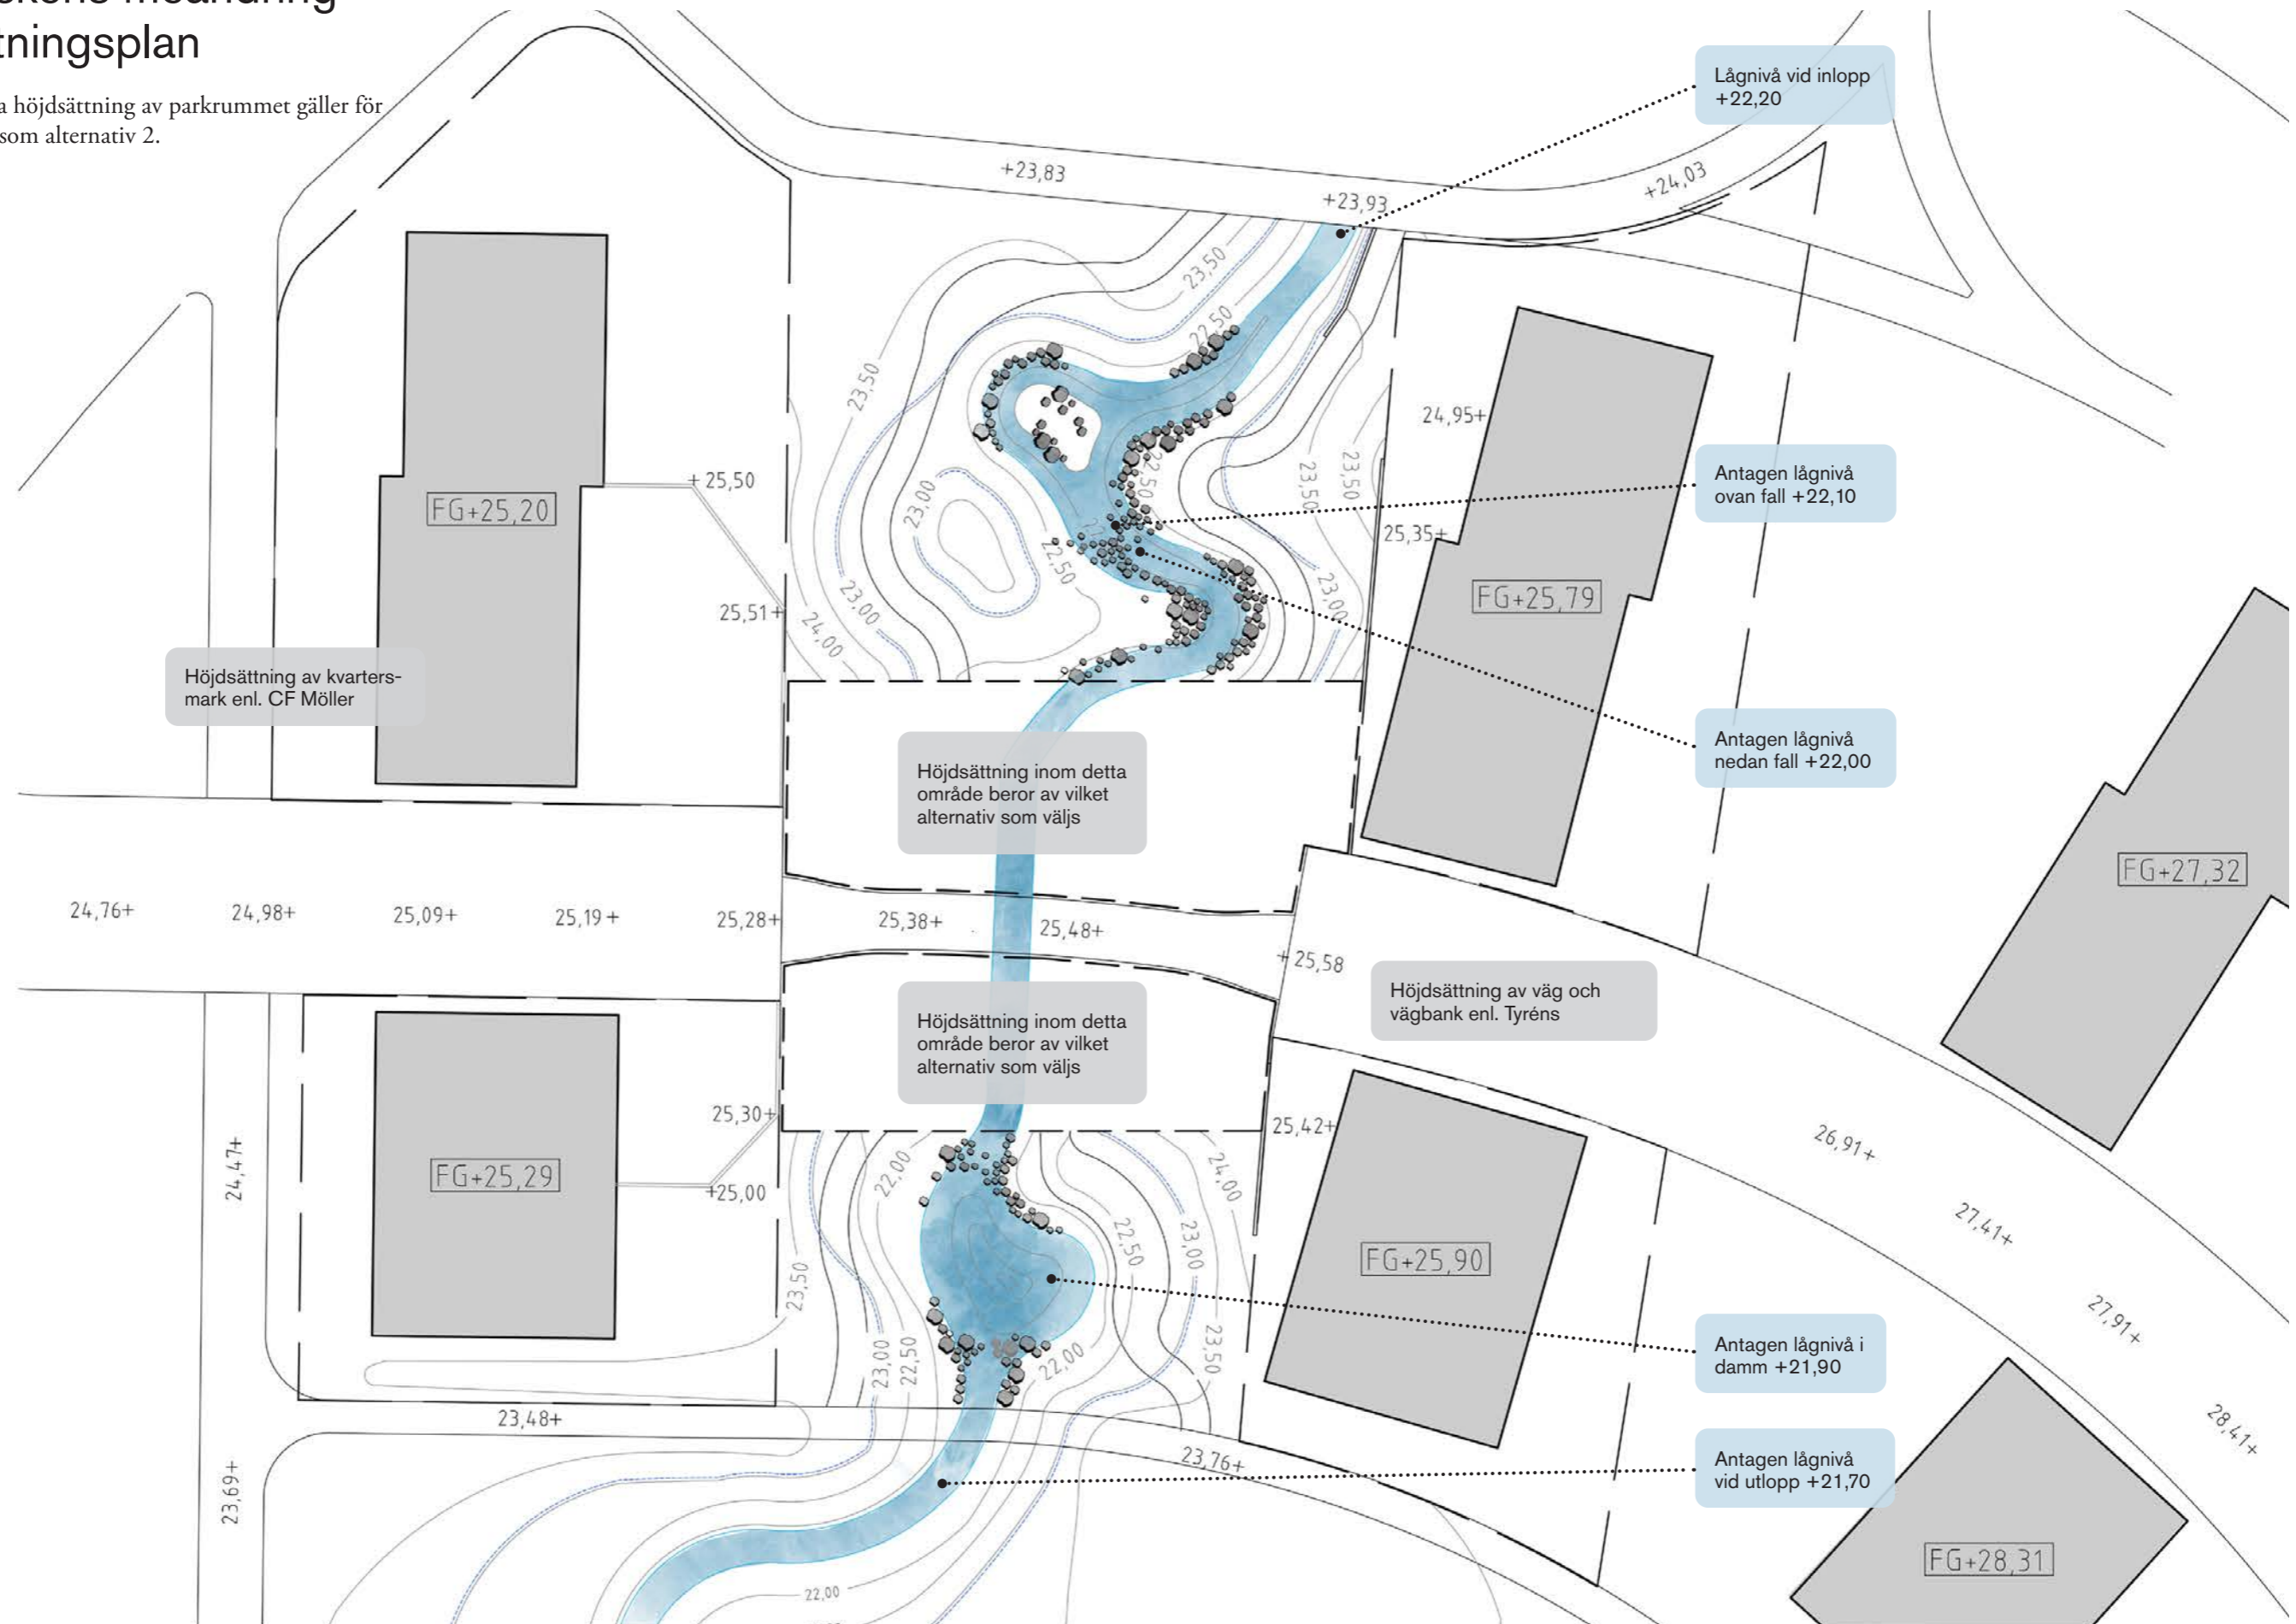 tningsplan
a höjdsättning av parkrummet gäller för
som alternativ 2.
Lågnivå vid inlopp
+22,20
+23,83
+23,93
+24,03
23,50
22,50
23,50
24,95+
+25,50
FG+25,20
23,00
22,50
23,50
23,50
Antagen lågnivå
ovan fall +22,10
25,35+
22,50
23,00
23,00
FG+25,79
25,51+
24,00
Höjdsättning av kvarters-
mark enl. CF Möller
Antagen lågnivå
nedan fall +22,00
Höjdsättning inom detta
område beror av vilket
alternativ som väljs
FG+27,32
24,76+
24,98+
25,09+
25,19+
25,28+
25,38+
25,48+
+25,58
Höjdsättning av väg och
vägbank enl. Tyréns
Höjdsättning inom detta
område beror av vilket
alternativ som väljs
25,30+
25,42+
26,91+
24,47+
FG+25,29
+25,00
22,00
24,00
22,50
23,00
27,41+
FG+25,90
23,50
27,91+
Antagen lågnivå i
damm +21,90
23,00
22,50
22,00
23,50
23,48+
28,41+
23,76+
Antagen lågnivå
vid utlopp +21,70
23,69+
FG+28,31
22,00